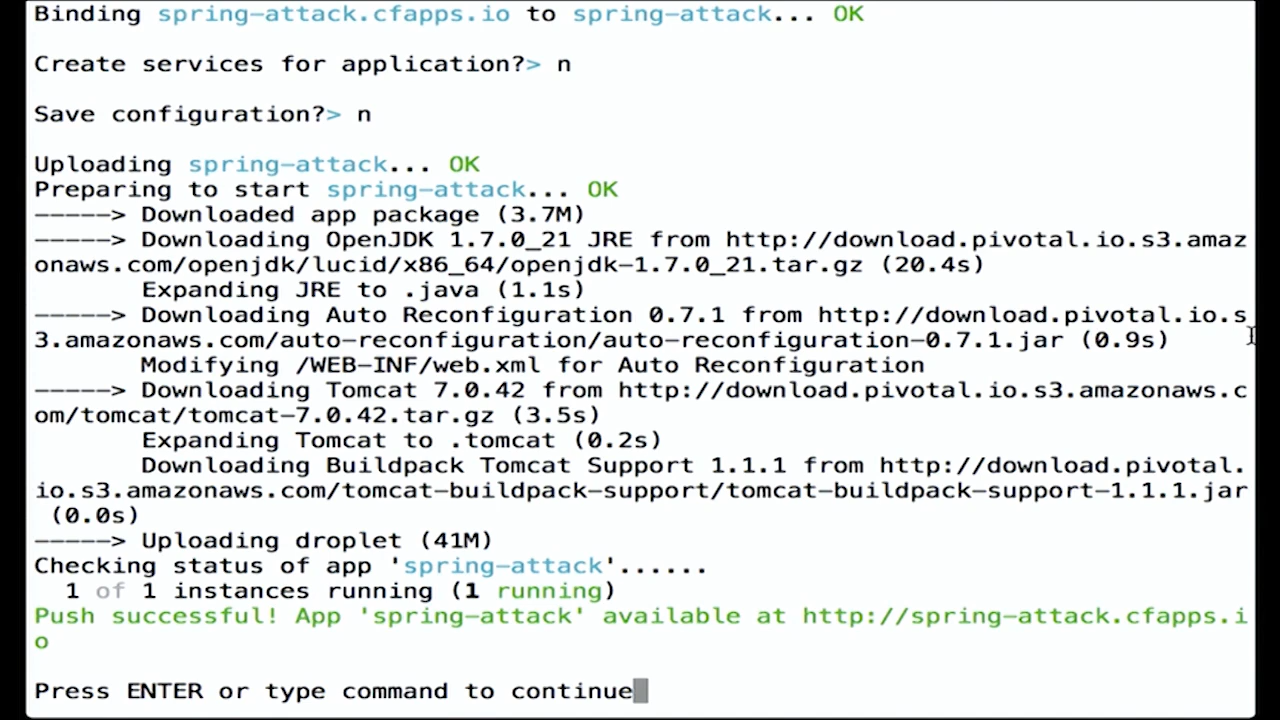 Binding spring-attack.cfapps.io to spring-attack... OK
Create services for application?> n
Save configuration?> n
Uploading spring-attack... OK
Preparing to start spring-attack... OK
-----> Downloaded app package (3.7M)
-----> Downloading OpenJDK 1.7.0_21 JRE from http://download.pivotal.io.s3.amaz
onaws.com/openjdk/lucid/x86_64/openjdk-1.7.0_21.tar.gz (20.4s)
Expanding JRE to .java (1.1s)
-----> Downloading Auto Reconfiguration 0.7.1 from http://download.pivotal.io.s
3.amazonaws.com/auto-reconfiguration/auto-reconfiguration-0.7.1.jar (0.9s)
Modifying /WEB-INF/web.xml for Auto Reconfiguration
-----> Downloading Tomcat 7.0.42 from http://download.pivotal.io.s3.amazonaws.c
om/tomcat/tomcat-7.0.42.tar.gz (3.5s)
Expanding Tomcat to .tomcat (0.2s)
Downloading Buildpack Tomcat Support 1.1.1 from http://download.pivotal.
io.s3.amazonaws.com/tomcat-buildpack-support/tomcat-buildpack-support-1.1.1.jar
(0.0s)
-----> Uploading droplet (41M)
Checking status of app 'spring-attack'......
1 of 1 instances running (1 running)
Push successful! App 'spring-attack' available at http://spring-attack.cfapps.i
o
Press ENTER or type command to continue